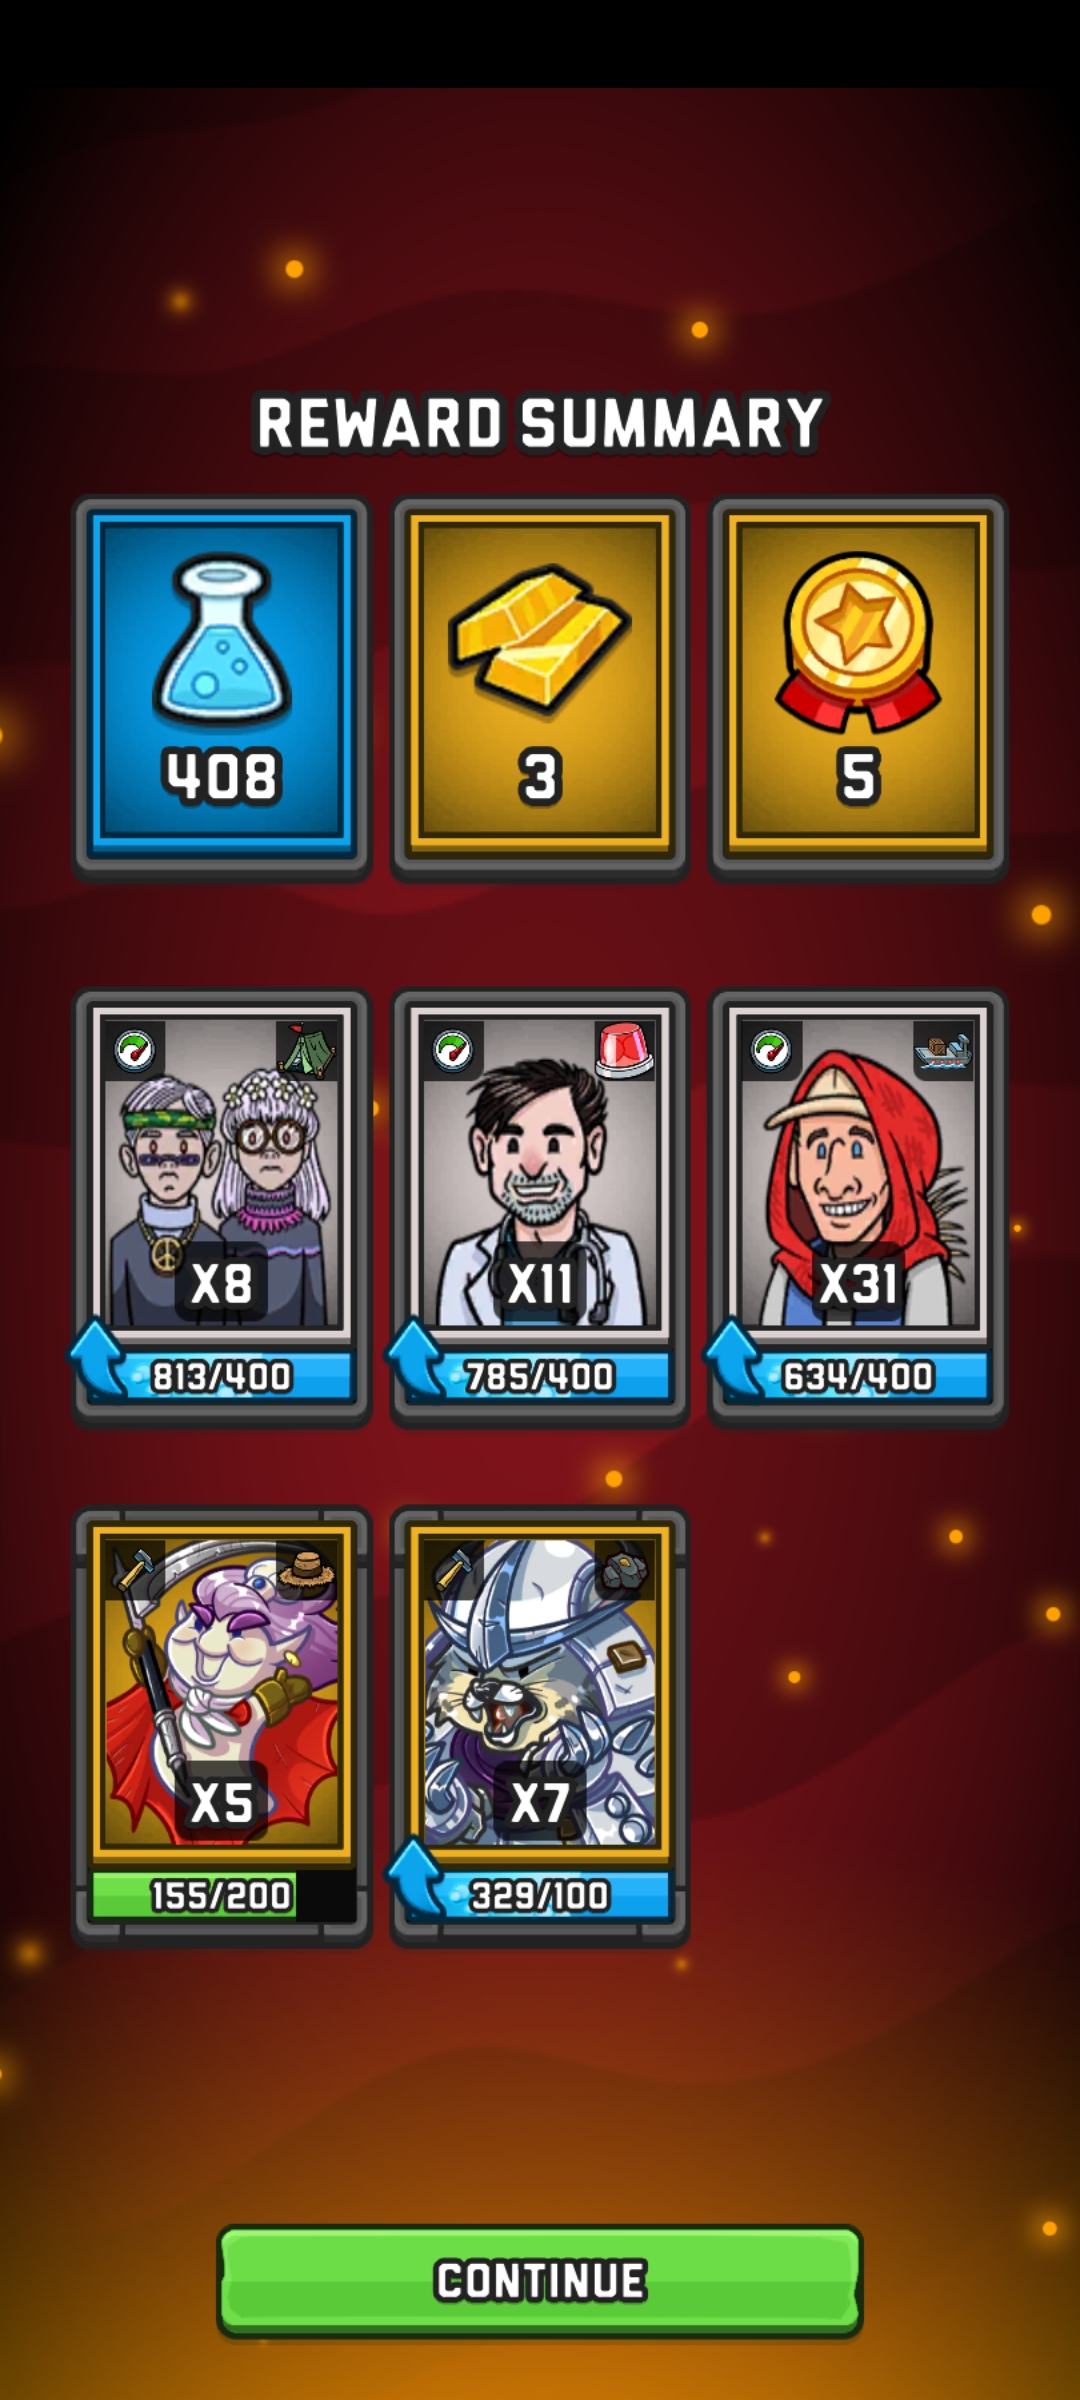 REWARD SUMMARY
408
3
5
X8
X11
X31
813/400
785/400
634/400
X5
X7
155/200
329/100
CONTINUE